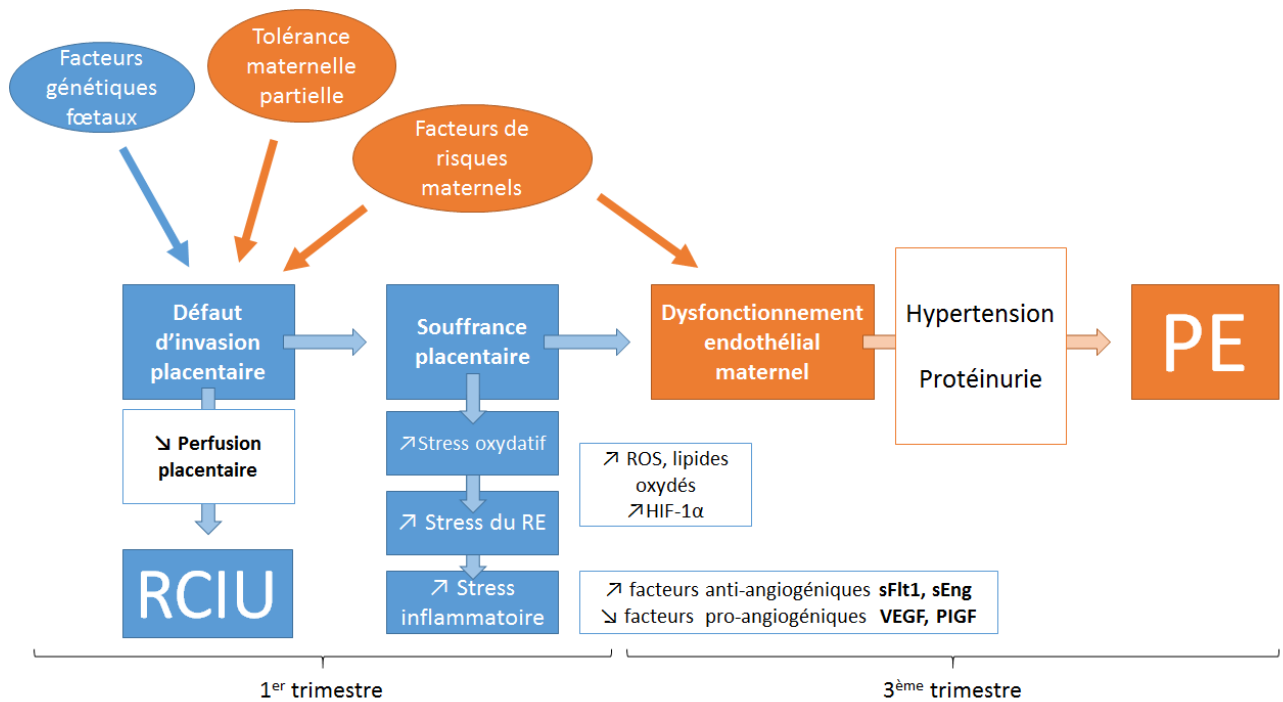 Facteurs
génétiques
fœtaux
Tolérance
maternelle
partielle
Facteurs de
risques
maternels
Défaut
d’invasion
placentaire
Souffrance
placentaire
Dysfonctionnement
endothélial
maternel
Hypertension
Protéinurie
PE
↘ Perfusion
placentaire
↗Stress oxydatif
↗ ROS, lipides
oxydés
↗HIF-1α
↗ Stress du RE
RCIU
↗ Stress
inflammatoire
↗ facteurs anti-angiogéniques sFlt1, sEng
↘ facteurs pro-angiogéniques VEGF, PIGF
1er trimestre
3ème trimestre